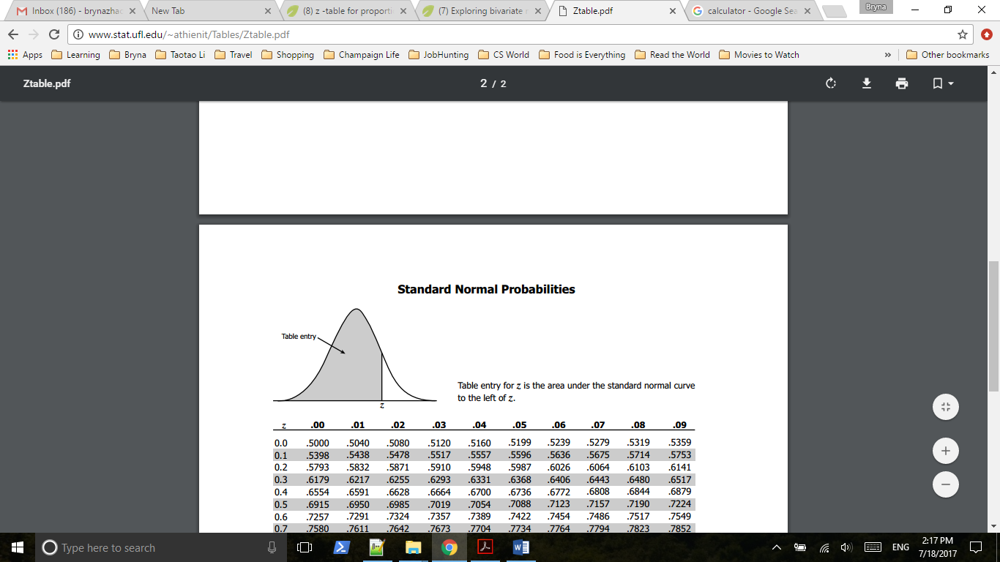 Inbox (186) - brynazhao
New Tab
(8) z -table for proporti
(7) Exploring bivariate n
Ztable.pdf
calculator - Google Sea
Bryna
www.stat.ufl.edu/~athienit/Tables/Ztable.pdf
Apps Learning Bryna Taotao Li Travel Shopping Champaign Life JobHunting CS World Food is Everything Read the World Movies to Watch » Other bookmarks
Ztable.pdf 2 / 2
Standard Normal Probabilities
Table entry
z
Table entry for z is the area under the standard normal curve
to the left of z.
z .00 .01 .02 .03 .04 .05 .06 .07 .08 .09
0.0 .5000 .5040 .5080 .5120 .5160 .5199 .5239 .5279 .5319 .5359
0.1 .5398 .5438 .5478 .5517 .5557 .5596 .5636 .5675 .5714 .5753
0.2 .5793 .5832 .5871 .5910 .5948 .5987 .6026 .6064 .6103 .6141
0.3 .6179 .6217 .6255 .6293 .6331 .6368 .6406 .6443 .6480 .6517
0.4 .6554 .6591 .6628 .6664 .6700 .6736 .6772 .6808 .6844 .6879
0.5 .6915 .6950 .6985 .7019 .7054 .7088 .7123 .7157 .7190 .7224
0.6 .7257 .7291 .7324 .7357 .7389 .7422 .7454 .7486 .7517 .7549
0.7 .7580 .7611 .7642 .7673 .7704 .7734 .7764 .7794 .7823 .7852
Type here to search
ENG
2:17 PM
7/18/2017